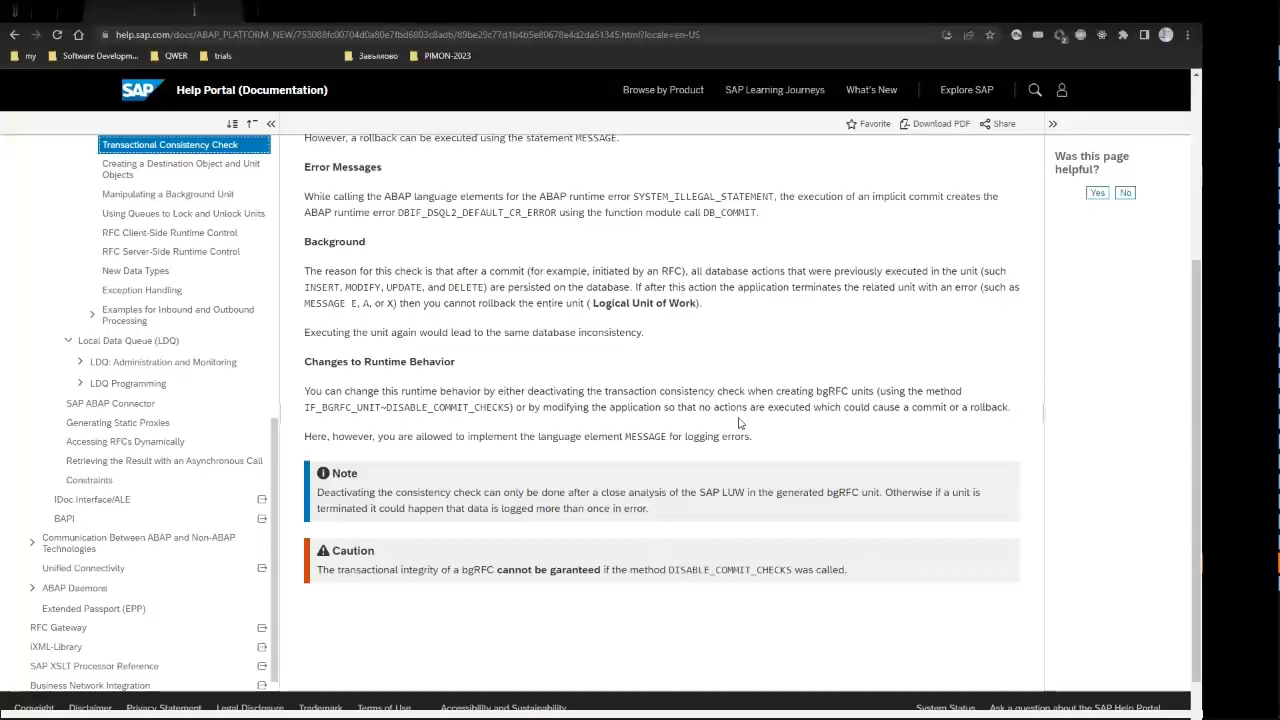 help.sap.com/docs/ABAP_PLATFORM_NEW/753088fc00704d0a80e7fbd6803c8adb/89be29c77d1b4b5e80678e4d2da51345.html?locale=en-US
my
Software Developm...
QWER
trials
Завьялово
PIMON-2023
SAP
Help Portal (Documentation)
Browse by Product
SAP Learning Journeys
What's New
Explore SAP
Favorite
Download PDF
Share
Transactional Consistency Check
Creating a Destination Object and Unit
Objects
Manipulating a Background Unit
Using Queues to Lock and Unlock Units
RFC Client-Side Runtime Control
RFC Server-Side Runtime Control
New Data Types
Exception Handling
Examples for Inbound and Outbound
Processing
Local Data Queue (LDQ)
LDQ: Administration and Monitoring
LDQ Programming
SAP ABAP Connector
Generating Static Proxies
Accessing RFCs Dynamically
Retrieving the Result with an Asynchronous Call
Constraints
IDoc Interface/ALE
BAPI
Communication Between ABAP and Non-ABAP
Technologies
Unified Connectivity
ABAP Daemons
Extended Passport (EPP)
RFC Gateway
iXML-Library
SAP XSLT Processor Reference
Business Network Integration
However, a rollback can be executed using the statement MESSAGE.
Error Messages
While calling the ABAP language elements for the ABAP runtime error SYSTEM_ILLEGAL_STATEMENT, the execution of an implicit commit creates the
ABAP runtime error DBIF_DSQL2_DEFAULT_CR_ERROR using the function module call DB_COMMIT.
Background
The reason for this check is that after a commit (for example, initiated by an RFC), all database actions that were previously executed in the unit (such
INSERT, MODIFY, UPDATE, and DELETE) are persisted on the database. If after this action the application terminates the related unit with an error (such as
MESSAGE E, A, or X) then you cannot rollback the entire unit ( Logical Unit of Work).
Executing the unit again would lead to the same database inconsistency.
Changes to Runtime Behavior
You can change this runtime behavior by either deactivating the transaction consistency check when creating bgRFC units (using the method
IF_BGRFC_UNIT~DISABLE_COMMIT_CHECKS) or by modifying the application so that no actions are executed which could cause a commit or a rollback.
Here, however, you are allowed to implement the language element MESSAGE for logging errors.
Note
Deactivating the consistency check can only be done after a close analysis of the SAP LUW in the generated bgRFC unit. Otherwise if a unit is
terminated it could happen that data is logged more than once in error.
Caution
The transactional integrity of a bgRFC cannot be garanteed if the method DISABLE_COMMIT_CHECKS was called.
Was this page
helpful?
Yes
No
Copyright
Disclaimer
Privacy Statement
Legal Disclosure
Trademark
Terms of Use
Accessibility and Sustainability
System Status
Ask a question about the SAP Help Portal